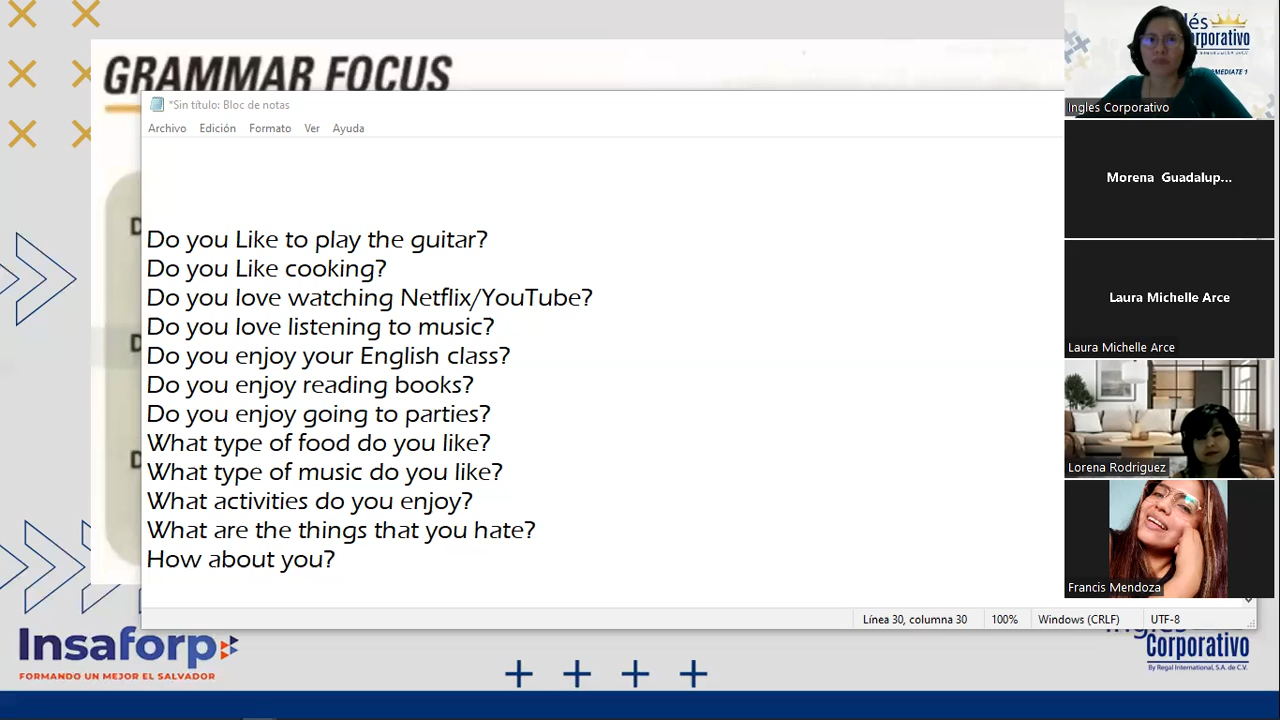 GRAMMAR FOCUS
*Sin título: Bloc de notas
Archivo Edición Formato Ver Ayuda
Do you Like to play the guitar?
Do you Like cooking?
Do you love watching Netflix/YouTube?
Do you love listening to music?
Do you enjoy your English class?
Do you enjoy reading books?
Do you enjoy going to parties?
What type of food do you like?
What type of music do you like?
What activities do you enjoy?
What are the things that you hate?
How about you?
Línea 30, columna 30 100% Windows (CRLF) UTF-8
Insaforp
FORMANDO UN MEJOR EL SALVADOR
Corporativo
By Regal International, S.A. de C.V.
Ingles Corporativo
Morena Guadalup...
Laura Michelle Arce
Laura Michelle Arce
Lorena Rodriguez
Francis Mendoza